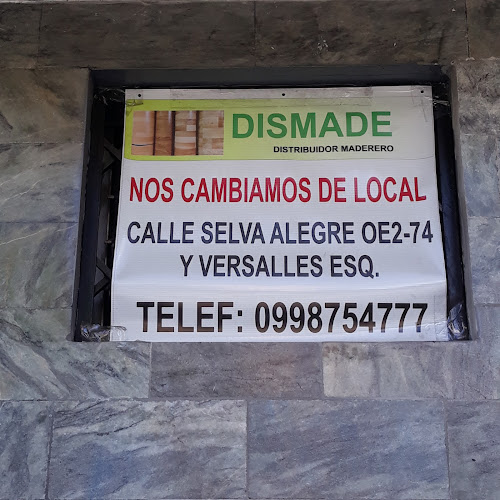 DISMADE
DISTRIBUIDOR MADERERO
NOS CAMBIAMOS DE LOCAL
CALLE SELVA ALEGRE OE2-74
Y VERSALLES ESQ.
TELEF: 0998754777